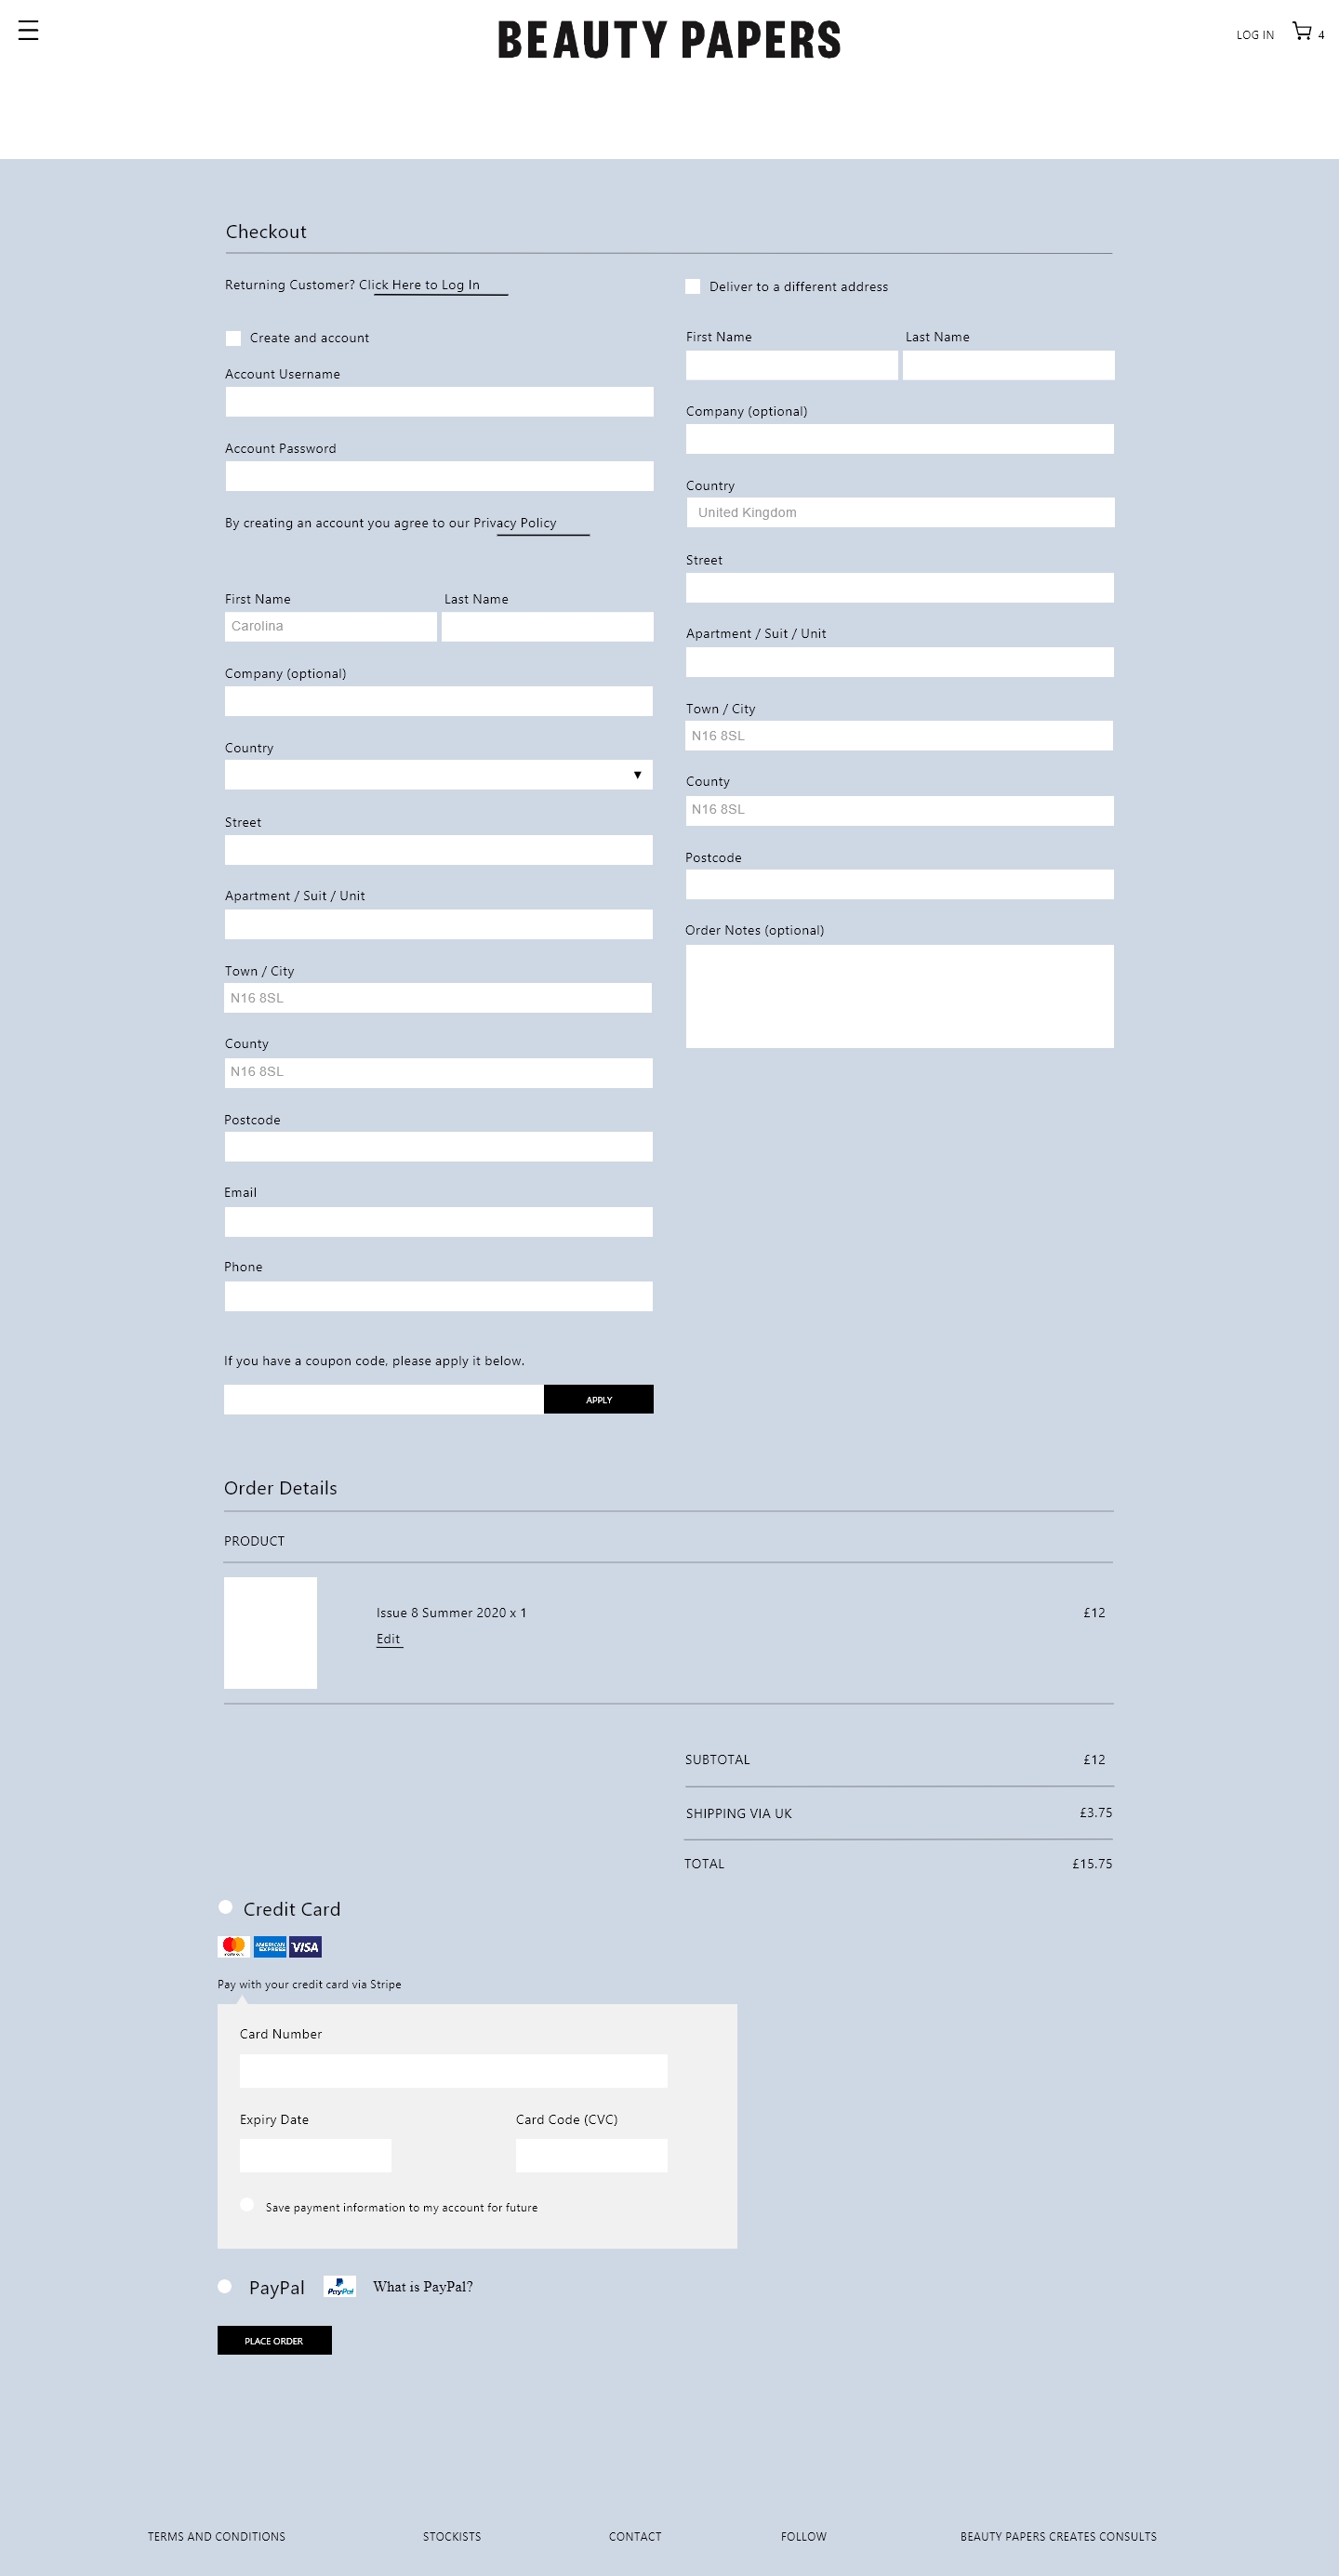 BEAUTY PAPERS
LOG IN
4
Checkout
Returning Customer? Click Here to Log In
Create and account
Account Username
Account Password
By creating an account you agree to our Privacy Policy
First Name Last Name
Carolina
Company (optional)
Country
▼
Street
Apartment / Suit / Unit
Town / City
N16 8SL
County
N16 8SL
Postcode
Email
Phone
If you have a coupon code, please apply it below.
APPLY
Deliver to a different address
First Name Last Name
Company (optional)
Country
United Kingdom
Street
Apartment / Suit / Unit
Town / City
N16 8SL
County
N16 8SL
Postcode
Order Notes (optional)
Order Details
PRODUCT
Issue 8 Summer 2020 x 1 £12
Edit
SUBTOTAL £12
SHIPPING VIA UK £3.75
TOTAL £15.75
Credit Card
AMERICAN EXPRESS VISA
Pay with your credit card via Stripe
Card Number
Expiry Date Card Code (CVC)
Save payment information to my account for future
PayPal PayPal What is PayPal?
PLACE ORDER
TERMS AND CONDITIONS STOCKISTS CONTACT FOLLOW BEAUTY PAPERS CREATES CONSULTS